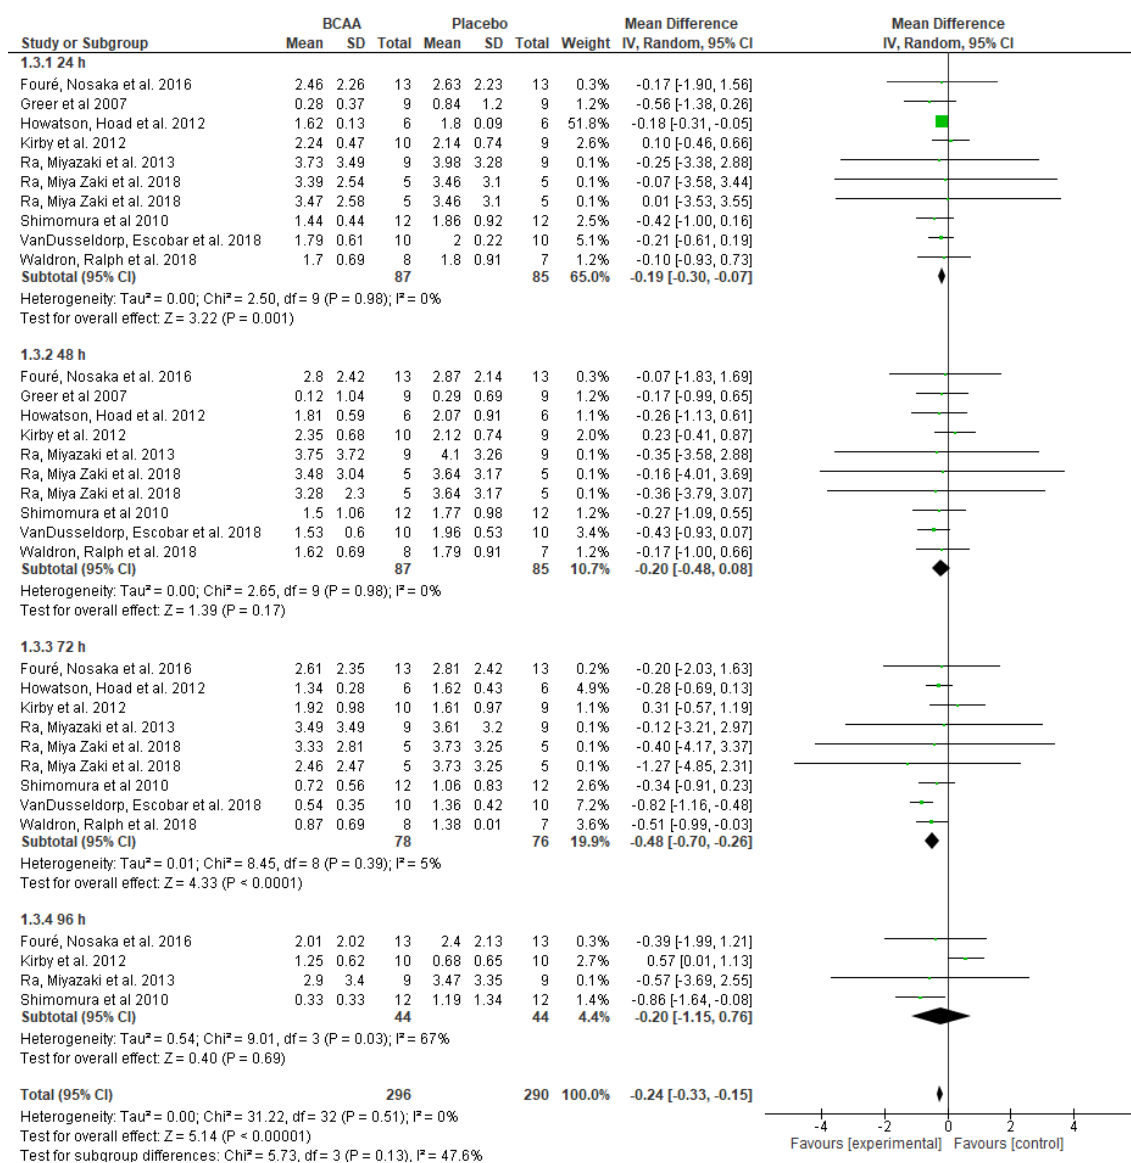 BCAA Placebo Mean Difference Mean Difference
Study or Subgroup Mean SD Total Mean SD Total Weight IV, Random, 95% CI IV, Random, 95% CI
1.3.1 24 h
Fouré, Nosaka et al. 2016 2.46 2.26 13 2.63 2.23 13 0.3% -0.17 [-1.90, 1.56]
Greer et al 2007 0.28 0.37 9 0.84 1.2 9 1.2% -0.56 [-1.38, 0.26]
Howatson, Hoad et al. 2012 1.62 0.13 6 1.8 0.09 6 51.8% -0.18 [-0.31, -0.05]
Kirby et al. 2012 2.24 0.47 10 2.14 0.74 9 2.6% 0.10 [-0.46, 0.66]
Ra, Miyazaki et al. 2013 3.73 3.49 9 3.98 3.28 9 0.1% -0.25 [-3.38, 2.88]
Ra, Miya Zaki et al. 2018 3.39 2.54 5 3.46 3.1 5 0.1% -0.07 [-3.58, 3.44]
Ra, Miya Zaki et al. 2018 3.47 2.58 5 3.46 3.1 5 0.1% 0.01 [-3.53, 3.55]
Shimomura et al 2010 1.44 0.44 12 1.86 0.92 12 2.5% -0.42 [-1.00, 0.16]
VanDusseldorp, Escobar et al. 2018 1.79 0.61 10 2 0.22 10 5.1% -0.21 [-0.61, 0.19]
Waldron, Ralph et al. 2018 1.7 0.69 8 1.8 0.91 7 1.2% -0.10 [-0.93, 0.73]
Subtotal (95% CI) 87 85 65.0% -0.19 [-0.30, -0.07]
Heterogeneity: Tau² = 0.00; Chi² = 2.50, df = 9 (P = 0.98); I² = 0%
Test for overall effect: Z = 3.22 (P = 0.001)
1.3.2 48 h
Fouré, Nosaka et al. 2016 2.8 2.42 13 2.87 2.14 13 0.3% -0.07 [-1.83, 1.69]
Greer et al 2007 0.12 1.04 9 0.29 0.69 9 1.2% -0.17 [-0.99, 0.65]
Howatson, Hoad et al. 2012 1.81 0.59 6 2.07 0.91 6 1.1% -0.26 [-1.13, 0.61]
Kirby et al. 2012 2.35 0.68 10 2.12 0.74 9 2.0% 0.23 [-0.41, 0.87]
Ra, Miyazaki et al. 2013 3.75 3.72 9 4.1 3.26 9 0.1% -0.35 [-3.58, 2.88]
Ra, Miya Zaki et al. 2018 3.48 3.04 5 3.64 3.17 5 0.1% -0.16 [-4.01, 3.69]
Ra, Miya Zaki et al. 2018 3.28 2.3 5 3.64 3.17 5 0.1% -0.36 [-3.79, 3.07]
Shimomura et al 2010 1.5 1.06 12 1.77 0.98 12 1.2% -0.27 [-1.09, 0.55]
VanDusseldorp, Escobar et al. 2018 1.53 0.6 10 1.96 0.53 10 3.4% -0.43 [-0.93, 0.07]
Waldron, Ralph et al. 2018 1.62 0.69 8 1.79 0.91 7 1.2% -0.17 [-1.00, 0.66]
Subtotal (95% CI) 87 85 10.7% -0.20 [-0.48, 0.08]
Heterogeneity: Tau² = 0.00; Chi² = 2.65, df = 9 (P = 0.98); I² = 0%
Test for overall effect: Z = 1.39 (P = 0.17)
1.3.3 72 h
Fouré, Nosaka et al. 2016 2.61 2.35 13 2.81 2.42 13 0.2% -0.20 [-2.03, 1.63]
Howatson, Hoad et al. 2012 1.34 0.28 6 1.62 0.43 6 4.9% -0.28 [-0.69, 0.13]
Kirby et al. 2012 1.92 0.98 10 1.61 0.97 9 1.1% 0.31 [-0.57, 1.19]
Ra, Miyazaki et al. 2013 3.49 3.49 9 3.61 3.2 9 0.1% -0.12 [-3.21, 2.97]
Ra, Miya Zaki et al. 2018 3.33 2.81 5 3.73 3.25 5 0.1% -0.40 [-4.17, 3.37]
Ra, Miya Zaki et al. 2018 2.46 2.47 5 3.73 3.25 5 0.1% -1.27 [-4.85, 2.31]
Shimomura et al 2010 0.72 0.56 12 1.06 0.83 12 2.6% -0.34 [-0.91, 0.23]
VanDusseldorp, Escobar et al. 2018 0.54 0.35 10 1.36 0.42 10 7.2% -0.82 [-1.16, -0.48]
Waldron, Ralph et al. 2018 0.87 0.69 8 1.38 0.01 7 3.6% -0.51 [-0.99, -0.03]
Subtotal (95% CI) 78 76 19.9% -0.48 [-0.70, -0.26]
Heterogeneity: Tau² = 0.01; Chi² = 8.45, df = 8 (P = 0.39); I² = 5%
Test for overall effect: Z = 4.33 (P < 0.0001)
1.3.4 96 h
Fouré, Nosaka et al. 2016 2.01 2.02 13 2.4 2.13 13 0.3% -0.39 [-1.99, 1.21]
Kirby et al. 2012 1.25 0.62 10 0.68 0.65 10 2.7% 0.57 [0.01, 1.13]
Ra, Miyazaki et al. 2013 2.9 3.4 9 3.47 3.35 9 0.1% -0.57 [-3.69, 2.55]
Shimomura et al 2010 0.33 0.33 12 1.19 1.34 12 1.4% -0.86 [-1.64, -0.08]
Subtotal (95% CI) 44 44 4.4% -0.20 [-1.15, 0.76]
Heterogeneity: Tau² = 0.54; Chi² = 9.01, df = 3 (P = 0.03); I² = 67%
Test for overall effect: Z = 0.40 (P = 0.69)
Total (95% CI) 296 290 100.0% -0.24 [-0.33, -0.15]
Heterogeneity: Tau² = 0.00; Chi² = 31.22, df = 32 (P = 0.51); I² = 0%
Test for overall effect: Z = 5.14 (P < 0.00001)
Test for subgroup differences: Chi² = 5.73, df = 3 (P = 0.13), I² = 47.6%
-4 -2 0 2 4
Favours [experimental] Favours [control]